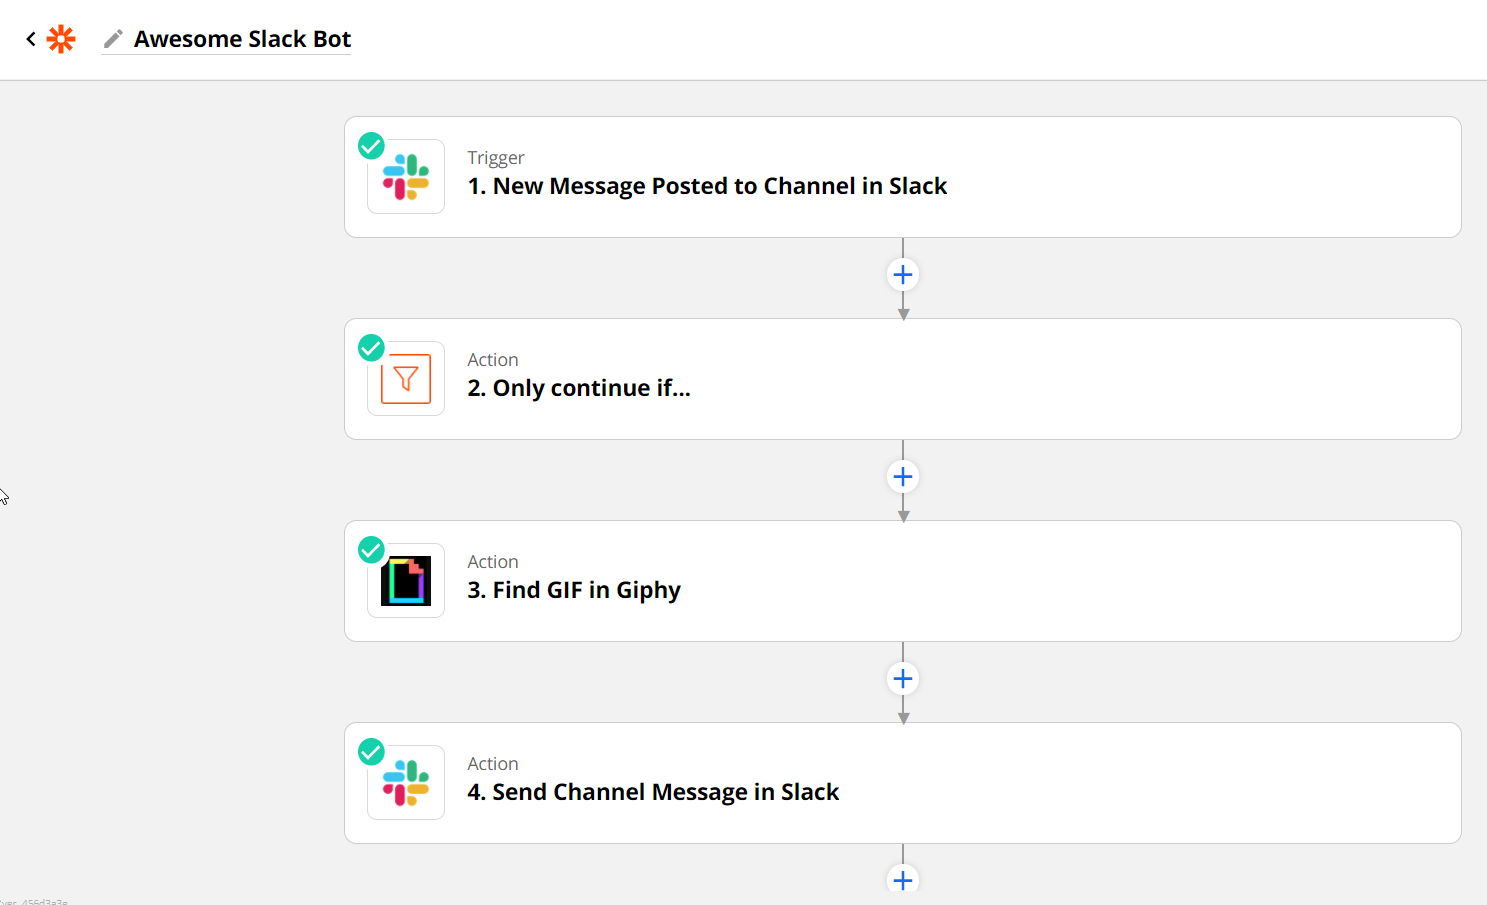 Awesome Slack Bot
Trigger
1. New Message Posted to Channel in Slack
Action
2. Only continue if...
Action
3. Find GIF in Giphy
Action
4. Send Channel Message in Slack